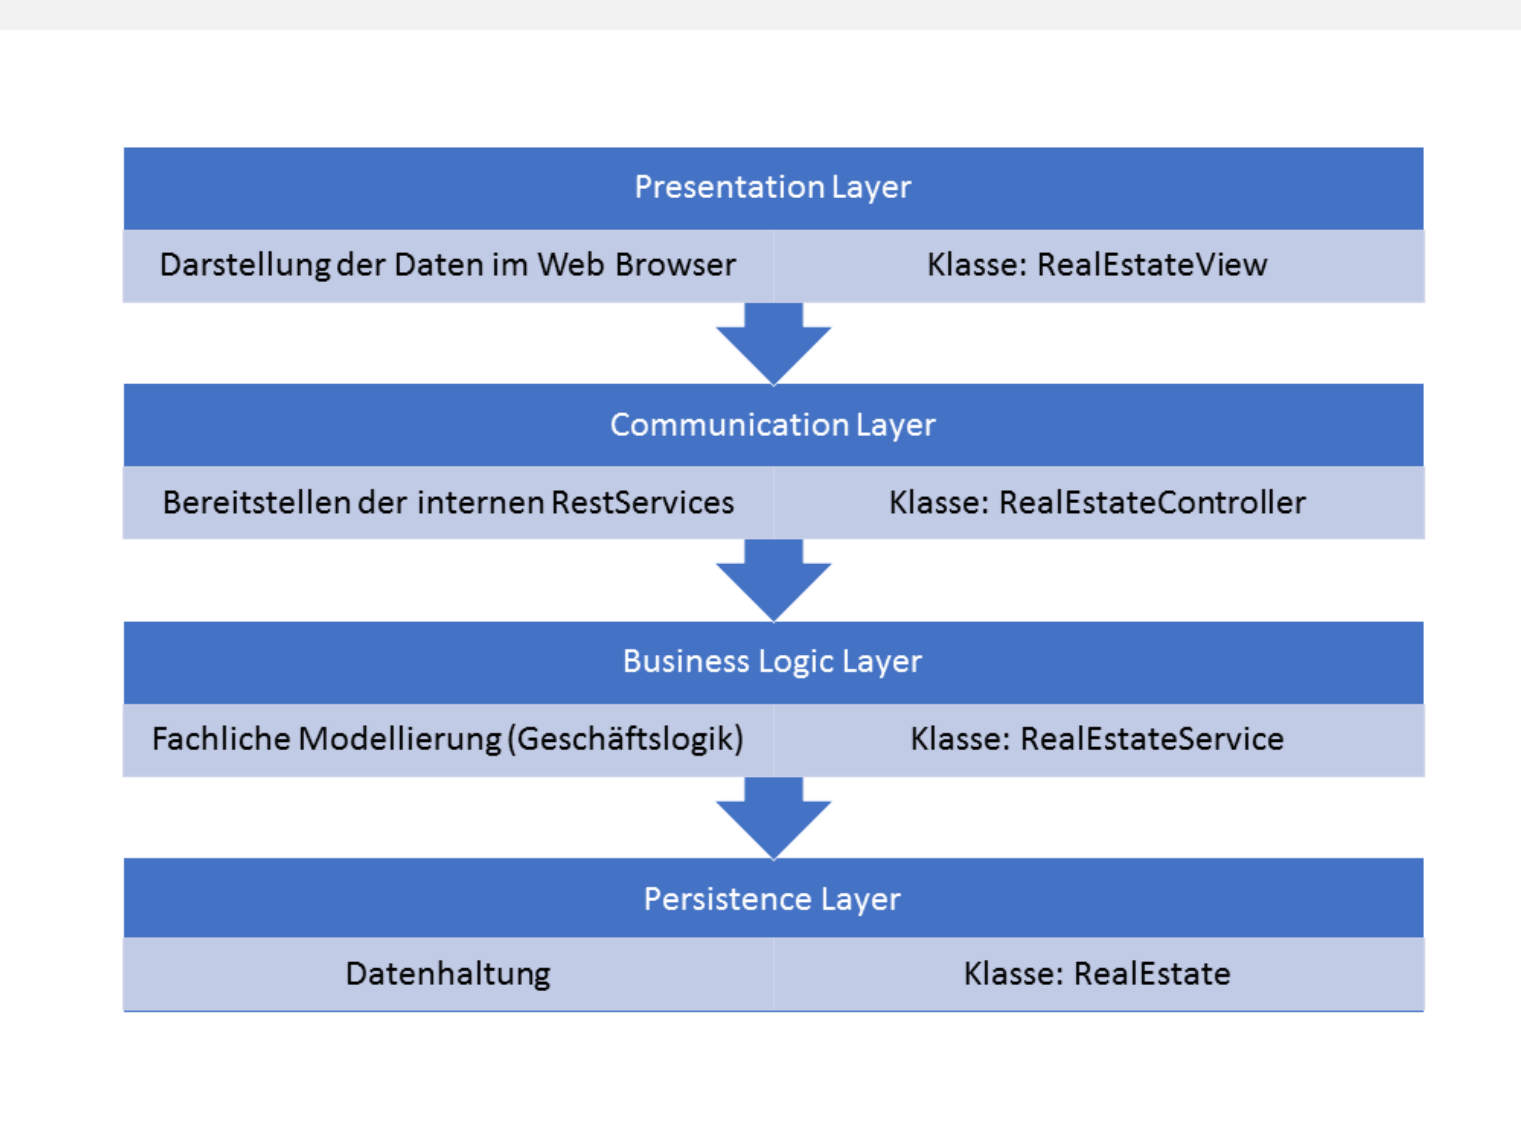 Presentation Layer
Darstellung der Daten im Web Browser
Klasse: RealEstateView
Communication Layer
Bereitstellen der internen RestServices
Klasse: RealEstateController
Business Logic Layer
Fachliche Modellierung (Geschäftslogik)
Klasse: RealEstateService
Persistence Layer
Datenhaltung
Klasse: RealEstate